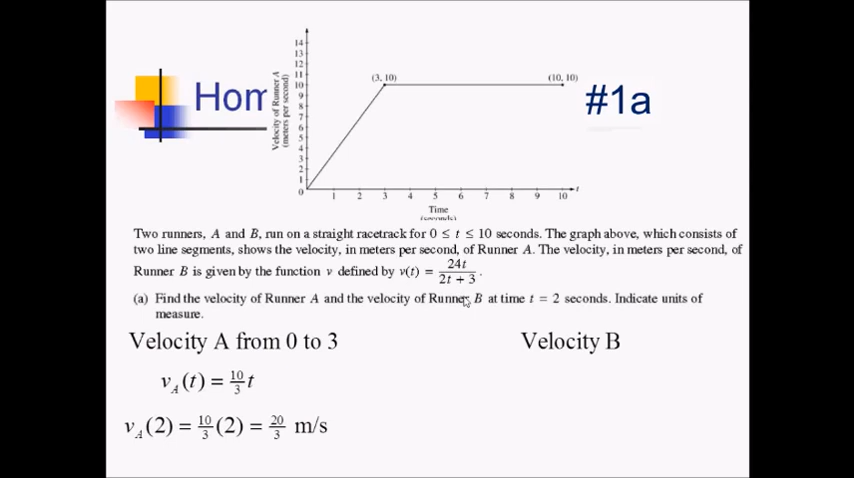 Hom
#1a
Velocity of Runner A
(meters per second)
14
13
12
11
10
9
8
7
6
5
4
3
2
1
0
(3, 10)
(10, 10)
1 2 3 4 5 6 7 8 9 10 t
Time
(seconds)
Two runners, A and B, run on a straight racetrack for 0 ≤ t ≤ 10 seconds. The graph above, which consists of
two line segments, shows the velocity, in meters per second, of Runner A. The velocity, in meters per second, of
Runner B is given by the function v defined by v(t) = 24t/(2t + 3).
(a) Find the velocity of Runner A and the velocity of Runner B at time t = 2 seconds. Indicate units of
measure.
Velocity A from 0 to 3
Velocity B
v_A(t) = 10/3 t
v_A(2) = 10/3 (2) = 20/3 m/s